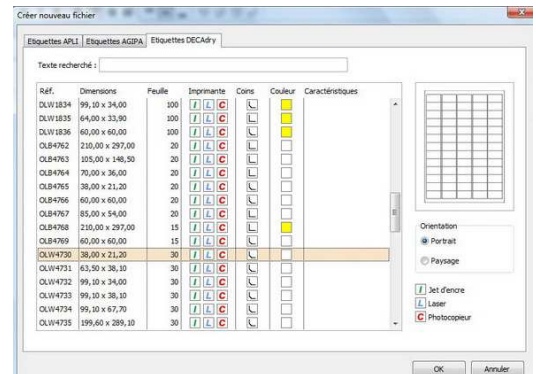 Créer nouveau fichier
Etiquettes APLI Etiquettes AGIPA Etiquettes DECAdry
Texte recherché :
Réf. Dimensions Feuille Imprimante Coins Couleur Caractéristiques
DLW1834 99,10 x 34,00 100 I L C
DLW1835 64,00 x 33,90 100 I L C
DLW1836 60,00 x 60,00 100 I L C
OLB4762 210,00 x 297,00 20 I L C
OLB4763 105,00 x 148,50 20 I L C
OLB4764 70,00 x 36,00 20 I L C
OLB4765 38,00 x 21,20 20 I L C
OLB4766 60,00 x 60,00 20 I L C
OLB4767 85,00 x 54,00 20 I L C
OLB4768 210,00 x 297,00 15 I L C
OLB4769 60,00 x 60,00 15 I L C
OLW4730 38,00 x 21,20 30 I L C
OLW4731 63,50 x 38,10 30 I L C
OLW4732 99,10 x 34,00 30 I L C
OLW4733 99,10 x 38,10 30 I L C
OLW4734 99,10 x 67,70 30 I L C
OLW4735 199,60 x 289,10 30 I L C
Orientation
Portrait
Paysage
I Jet d'encre
L Laser
C Photocopieur
OK Annuler